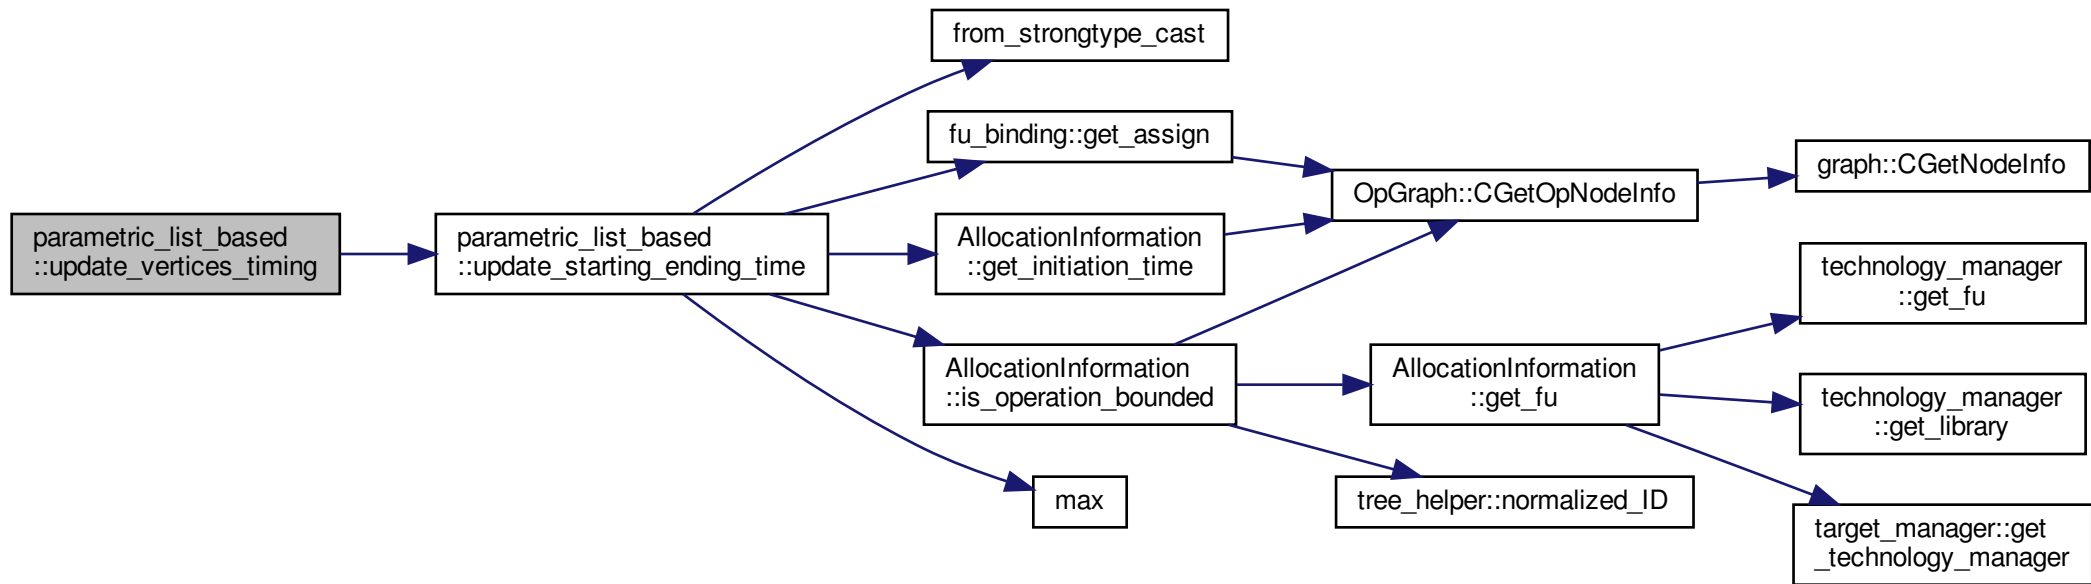 parametric_list_based
::update_vertices_timing
parametric_list_based
::update_starting_ending_time
from_strongtype_cast
fu_binding::get_assign
AllocationInformation
::get_initiation_time
AllocationInformation
::is_operation_bounded
max
OpGraph::CGetOpNodeInfo
AllocationInformation
::get_fu
tree_helper::normalized_ID
graph::CGetNodeInfo
technology_manager
::get_fu
technology_manager
::get_library
target_manager::get
_technology_manager